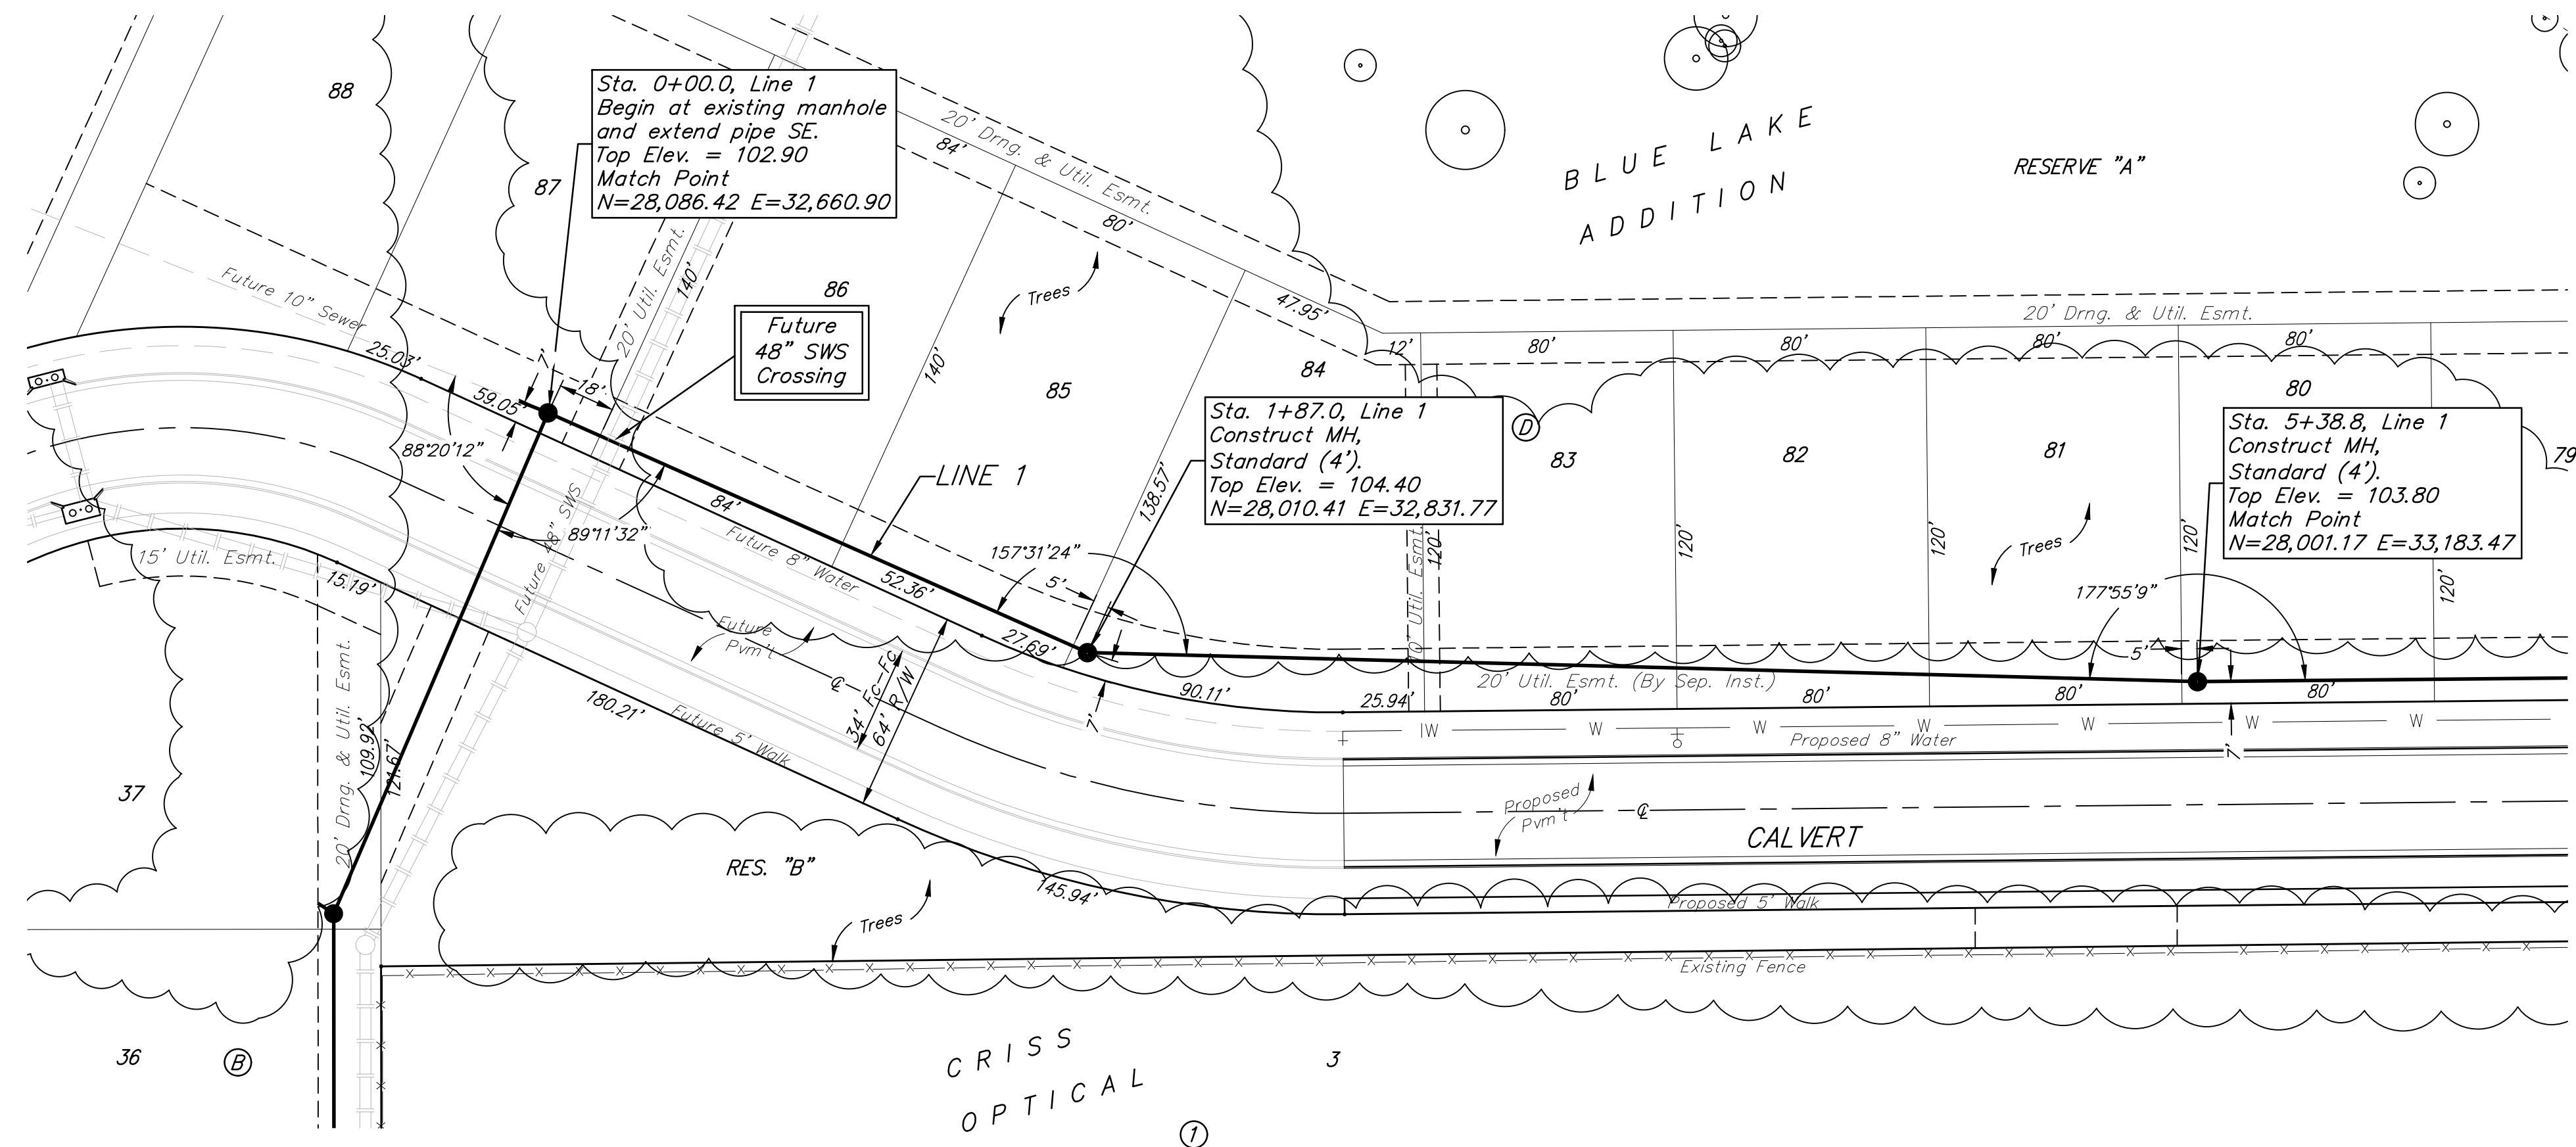 88
87
86
85
84
83
82
81
80
79
Sta. 0+00.0, Line 1
Begin at existing manhole
and extend pipe SE.
Top Elev. = 102.90
Match Point
N=28,086.42 E=32,660.90
20' Drng. & Util. Esmt.
84'
80'
47.95'
BLUE LAKE
ADDITION
RESERVE "A"
20' Drng. & Util. Esmt.
12'
80'
80'
80'
80'
Future 10" Sewer
20' Util. Esmt.
140'
Trees
Future
48" SWS
Crossing
140'
138.57'
25.03'
59.05'
7'
18'
88°20'12"
89°11'32"
84'
LINE 1
52.36'
27.69'
157°31'24"
5'
Sta. 1+87.0, Line 1
Construct MH,
Standard (4').
Top Elev. = 104.40
N=28,010.41 E=32,831.77
D
Sta. 5+38.8, Line 1
Construct MH,
Standard (4').
Top Elev. = 103.80
Match Point
N=28,001.17 E=33,183.47
10' Util. Esmt.
120'
120'
120'
120'
120'
Trees
177°55'9"
5'
15' Util. Esmt.
15.19'
Future 48" SWS
Future 8" Water
Future
Pvm't
180.21'
Future 5' Walk
34' Fc-Fc
64' R/W
℄
7'
90.11'
25.94'
20' Util. Esmt. (By Sep. Inst.)
80'
80'
80'
80'
W W W W W W W
Proposed 8" Water
7'
Proposed
Pvm't
℄
CALVERT
20' Drng. & Util. Esmt.
109.92'
121.67'
37
RES. "B"
Trees
145.94'
Proposed 5' Walk
Existing Fence
36
B
CRISS
OPTICAL
3
1